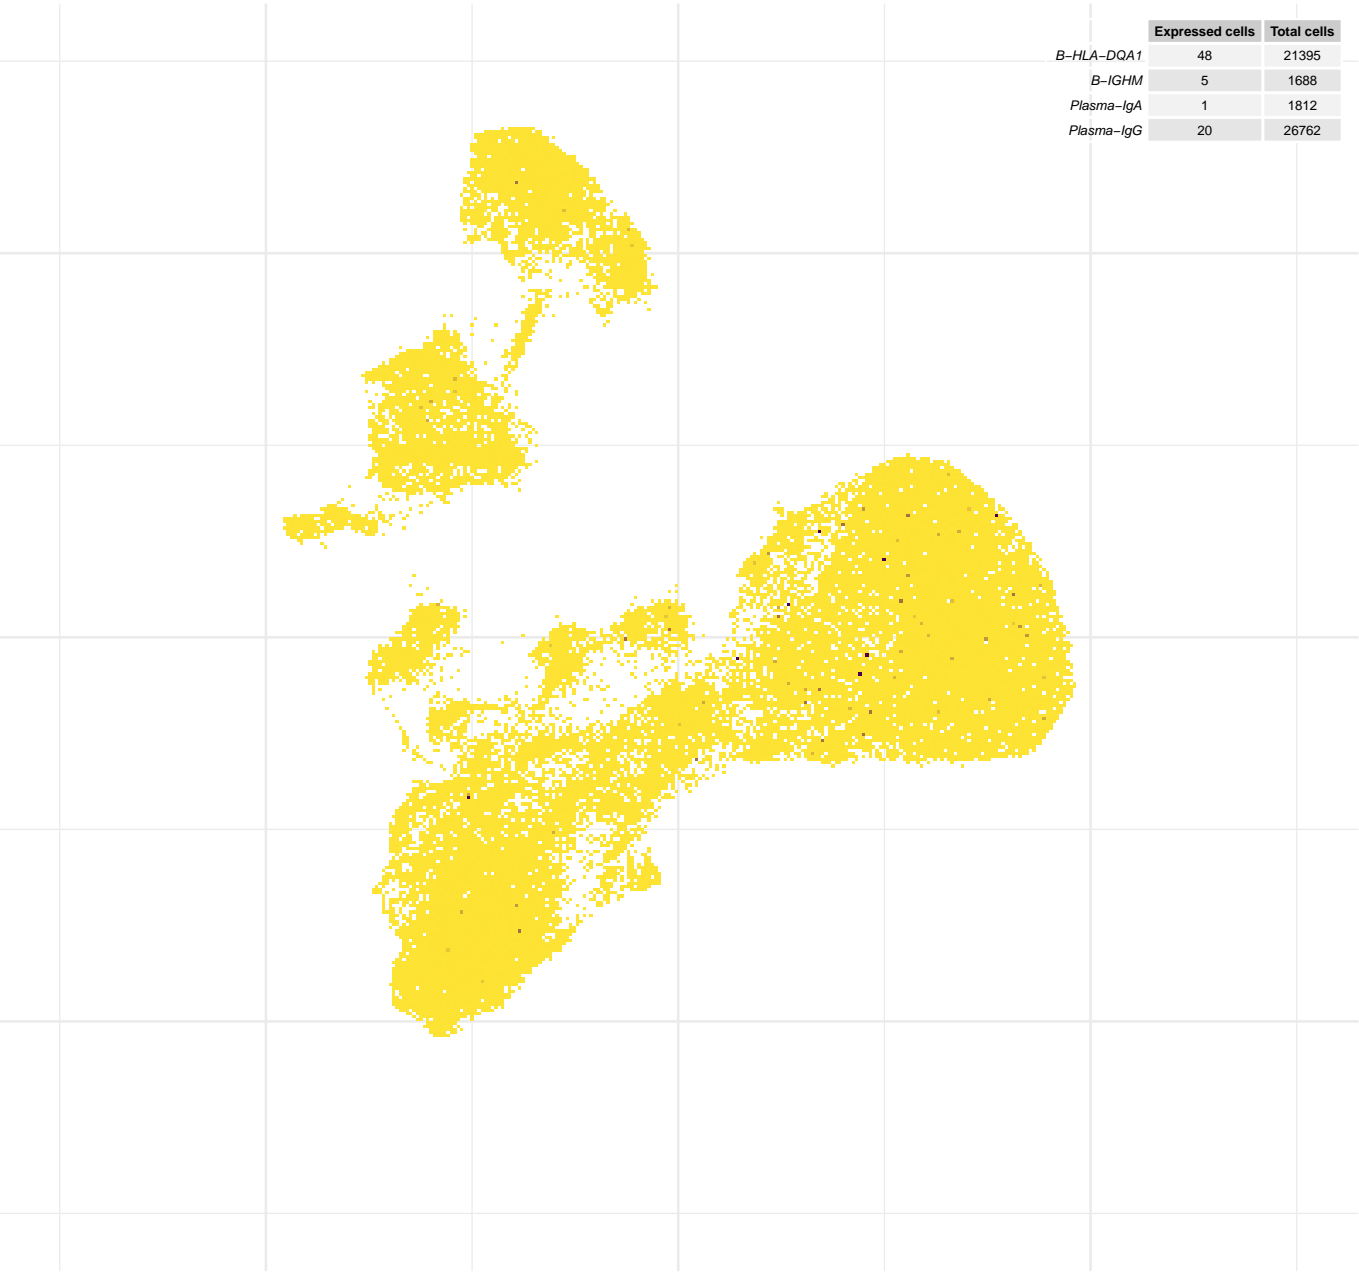 Expressed cells Total cells
B−HLA−DQA1 48 21395
B−IGHM 5 1688
Plasma−IgA 1 1812
Plasma−IgG 20 26762